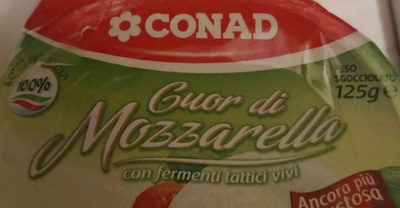 CONAD
100%
PESO
SGOCCIOLATO
125g e
Cuor di
Mozzarella
con fermenti lattici vivi
Ancora più